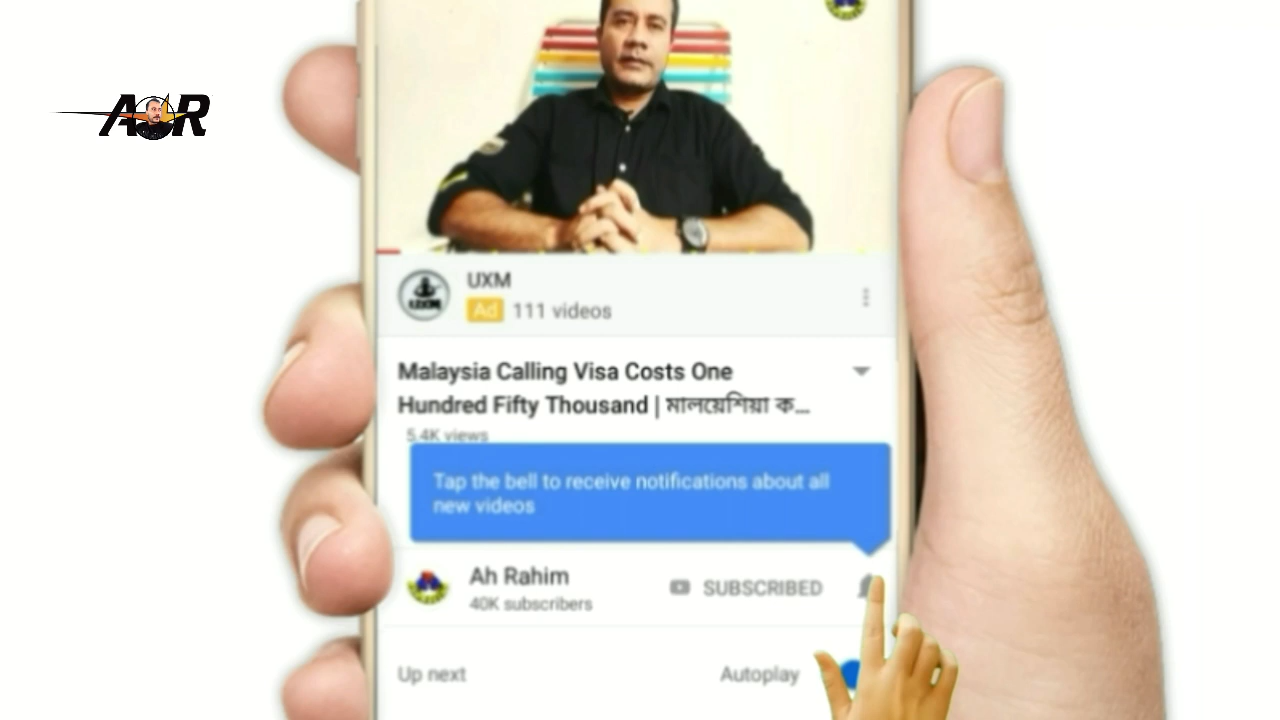 AR
UXM
UXM
Ad 111 videos
Malaysia Calling Visa Costs One
Hundred Fifty Thousand | মালয়েশিয়া ক...
5.4K views
Tap the bell to receive notifications about all
new videos
Ah Rahim
SUBSCRIBED
40K subscribers
Up next
Autoplay